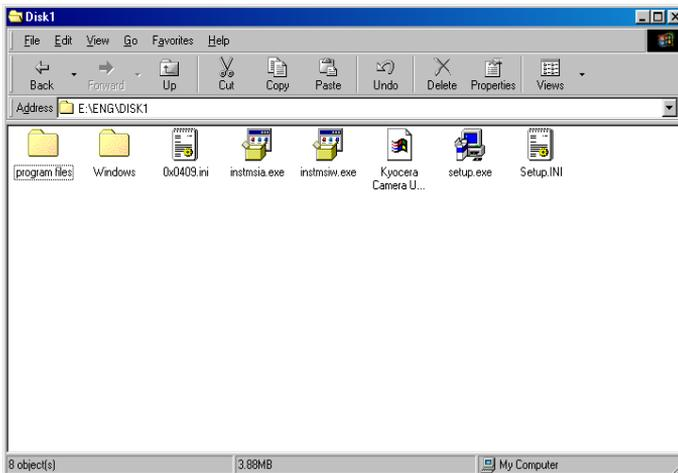 Disk1
File Edit View Go Favorites Help
Back Forward Up Cut Copy Paste Undo Delete Properties Views
Address E:\ENG\DISK1
program files Windows 0x0409.ini instmsia.exe instmsiw.exe Kyocera Camera U... setup.exe Setup.INI
8 object(s) 3.88MB My Computer